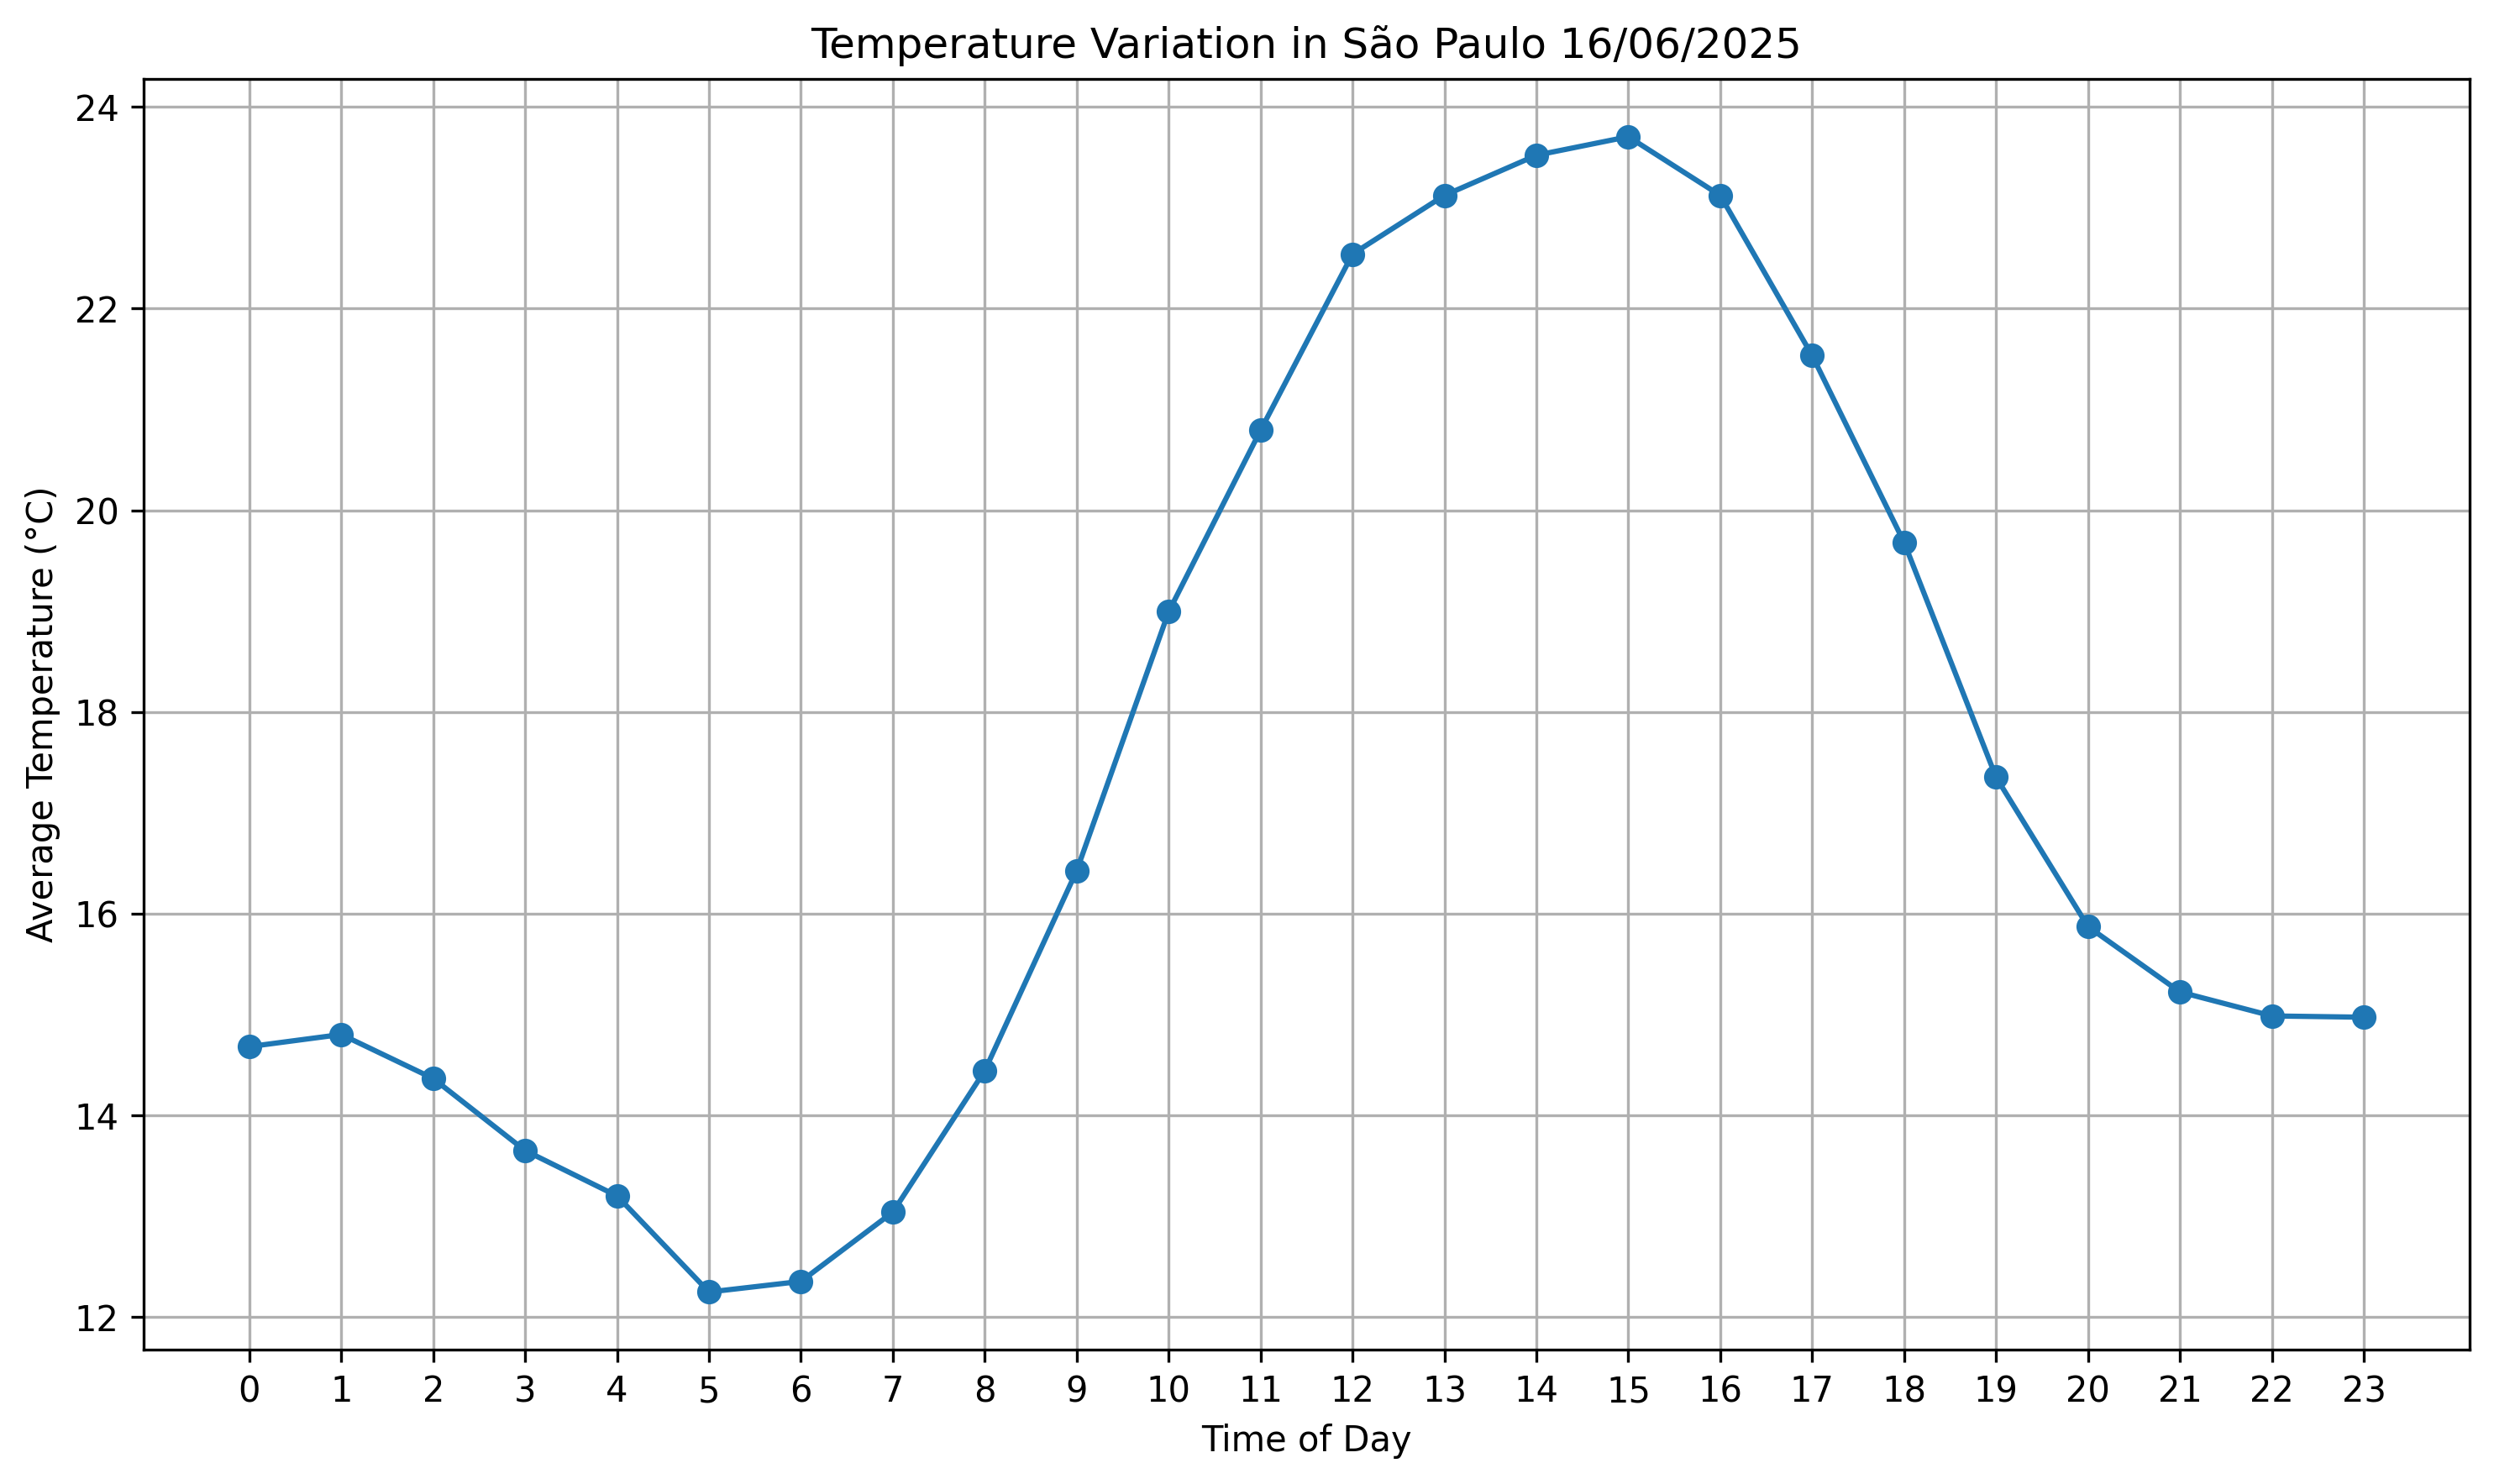 Temperature Variation in São Paulo 16/06/2025
24
22
20
18
16
14
12
Average Temperature (°C)
0 1 2 3 4 5 6 7 8 9 10 11 12 13 14 15 16 17 18 19 20 21 22 23
Time of Day